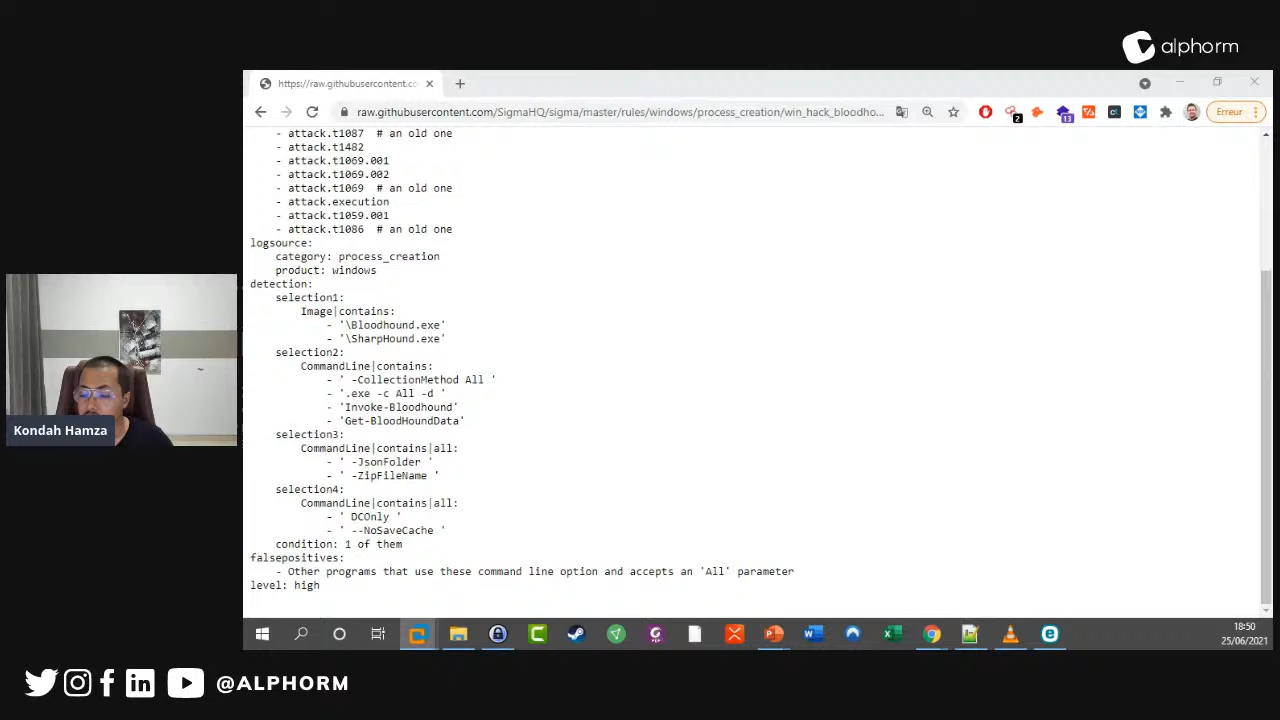 alphorm
https://raw.githubusercontent.co
raw.githubusercontent.com/SigmaHQ/sigma/master/rules/windows/process_creation/win_hack_bloodho...
2
13
Erreur
- attack.t1087  # an old one
- attack.t1482
- attack.t1069.001
- attack.t1069.002
- attack.t1069  # an old one
- attack.execution
- attack.t1059.001
- attack.t1086  # an old one
logsource:
category: process_creation
product: windows
detection:
selection1:
Image|contains:
- '\Bloodhound.exe'
- '\SharpHound.exe'
selection2:
CommandLine|contains:
- ' -CollectionMethod All '
- '.exe -c All -d '
- 'Invoke-Bloodhound'
- 'Get-BloodHoundData'
selection3:
CommandLine|contains|all:
- ' -JsonFolder '
- ' -ZipFileName '
selection4:
CommandLine|contains|all:
- ' DCOnly '
- ' --NoSaveCache '
condition: 1 of them
falsepositives:
- Other programs that use these command line option and accepts an 'All' parameter
level: high
Kondah Hamza
18:50
25/06/2021
@ALPHORM